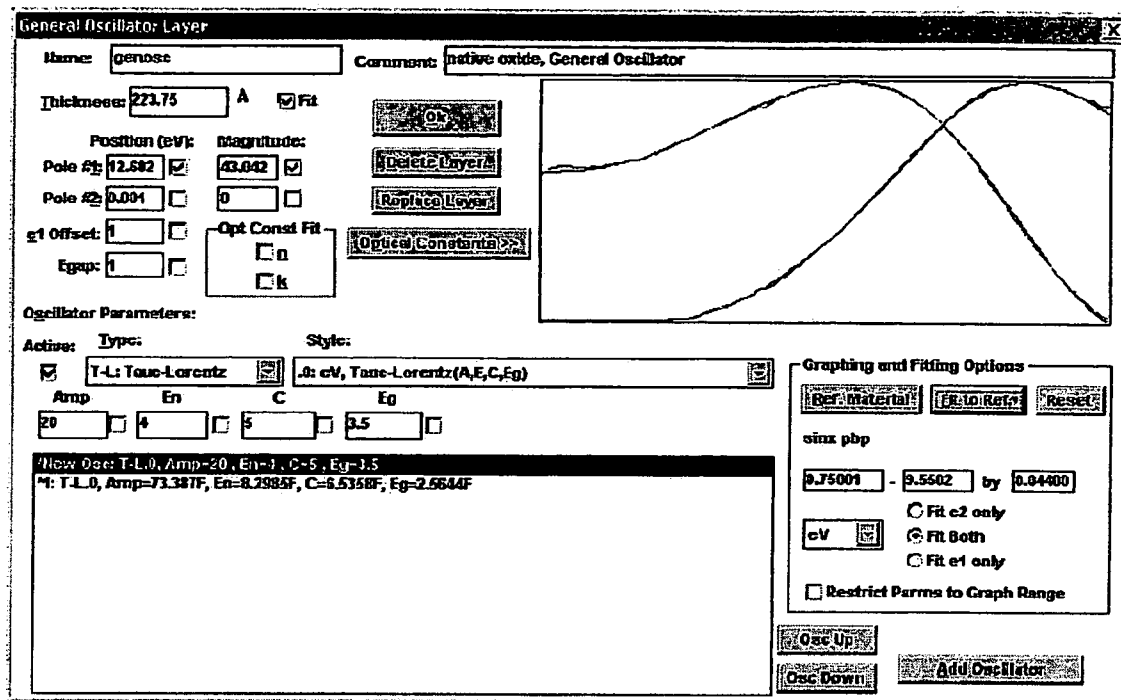 General Oscillator Layer X
Name: genosc Comment: native oxide, General Oscillator
Thickness: 223.75 A Fit
Ok
Position (eV): Magnitude:
Pole #1: 12.682 43.042 Delete Layer
Pole #2: 0.001 0 Replace Layer
e1 Offset: 1 Opt Const Fit Optical Constants >>
n
Egap: 1
k
Oscillator Parameters:
Active: Type: Style:
T-L: Tauc-Lorentz .0: eV, Tauc-Lorentz(A,E,C,Eg) Graphing and Fitting Options
Amp En C Eg Ref. Material Fit to Ref. Reset
20 4 5 3.5
sinx pbp
*New Osc: T-L.0, Amp=20 , En=4 , C=5 , Eg=3.5
*1: T-L.0, Amp=73.387F, En=8.2985F, C=6.5358F, Eg=2.5644F
0.75001 - 9.5502 by 0.04400
Fit e2 only
eV Fit Both
Fit e1 only
Restrict Parms to Graph Range
Osc Up
Osc Down Add Oscillator